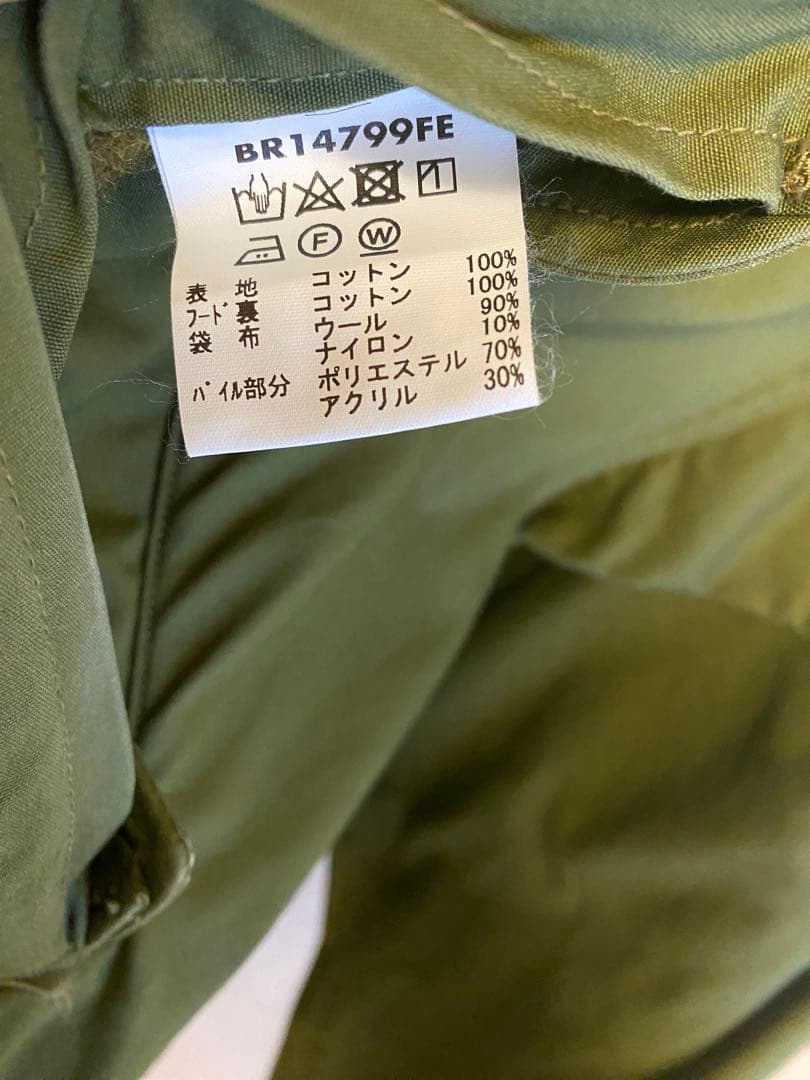 BR14799FE
F W
表 地 コットン 100%
フード 裏 コットン 100%
袋 布 ウール 90%
ナイロン 10%
パイル部分 ポリエステル 70%
アクリル 30%